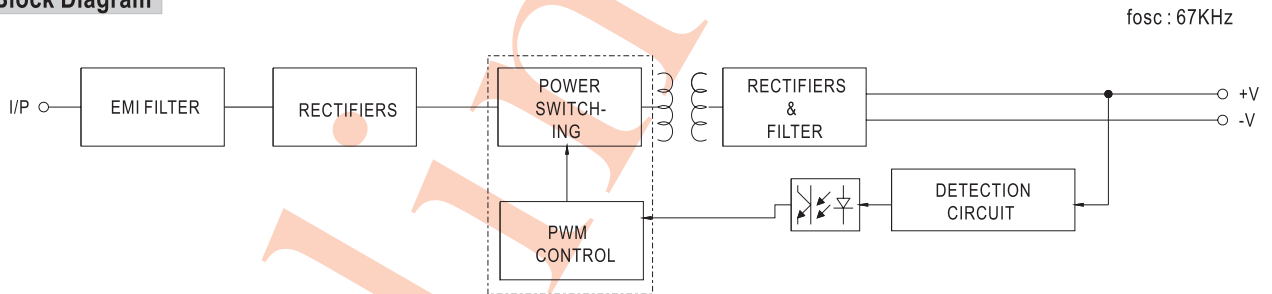 Block Diagram
fosc : 67KHz
I/P
EMI FILTER
RECTIFIERS
POWER
SWITCH-
ING
RECTIFIERS
&
FILTER
+V
-V
DETECTION
CIRCUIT
PWM
CONTROL